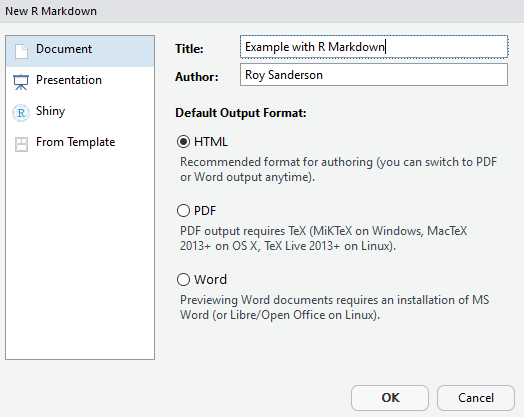 New R Markdown
Document
Presentation
R Shiny
From Template
Title: Example with R Markdown
Author: Roy Sanderson
Default Output Format:
HTML
Recommended format for authoring (you can switch to PDF
or Word output anytime).
PDF
PDF output requires TeX (MiKTeX on Windows, MacTeX
2013+ on OS X, TeX Live 2013+ on Linux).
Word
Previewing Word documents requires an installation of MS
Word (or Libre/Open Office on Linux).
OK Cancel